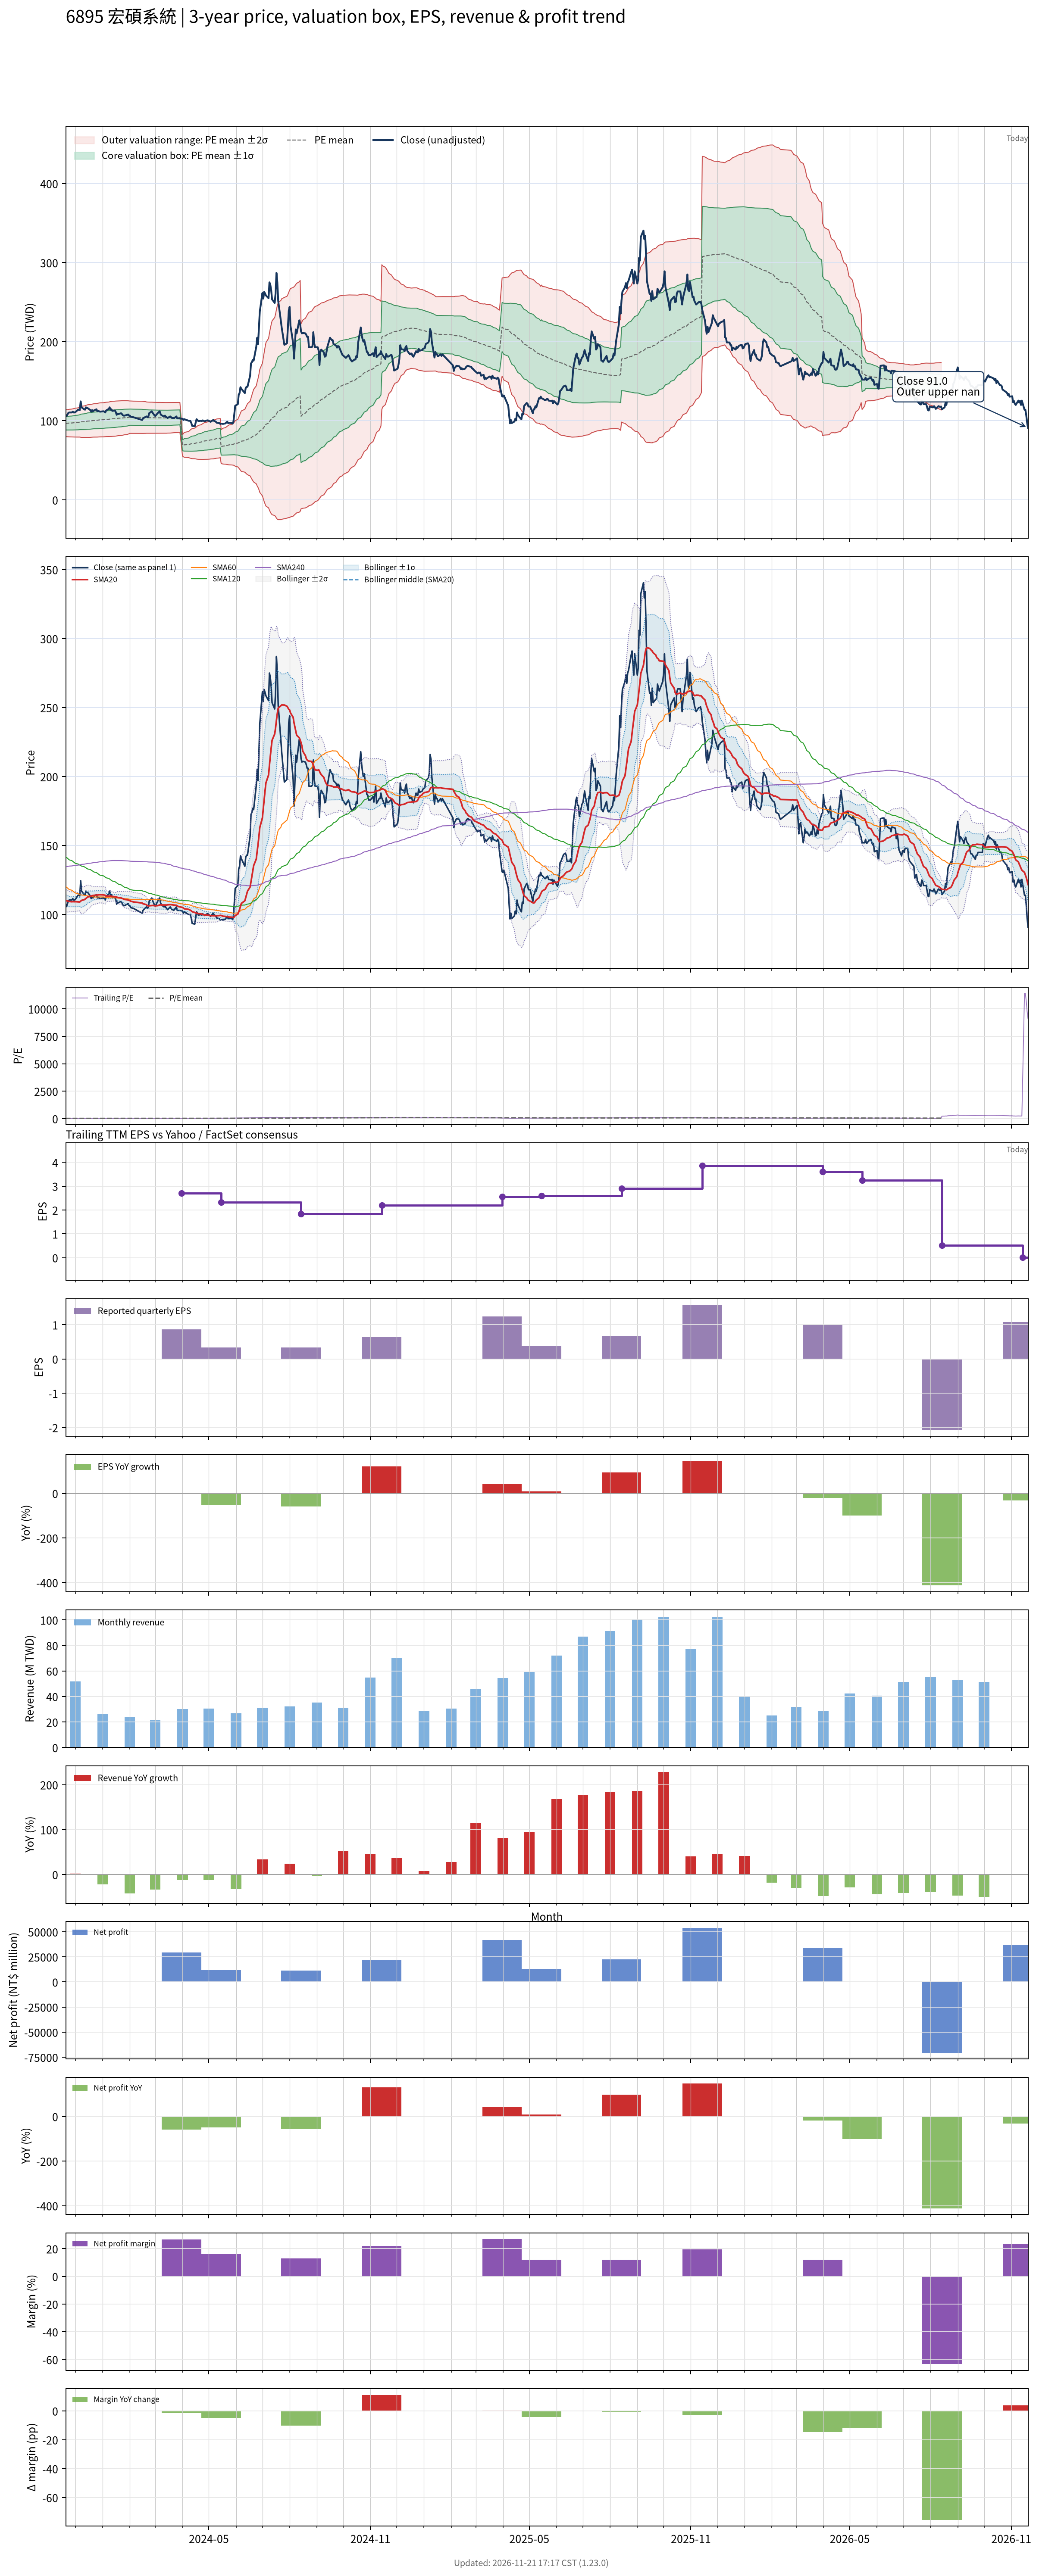 6895 宏碩系統 | 3-year price, valuation box, EPS, revenue & profit trend
Outer valuation range: PE mean ±2σ
PE mean
Close (unadjusted)
Core valuation box: PE mean ±1σ
Today
400
300
200
100
0
Price (TWD)
Close 91.0
Outer upper nan
Close (same as panel 1)
SMA20
SMA60
SMA120
SMA240
Bollinger ±2σ
Bollinger ±1σ
Bollinger middle (SMA20)
350
300
250
200
150
100
Price
Trailing P/E
P/E mean
10000
7500
5000
2500
0
P/E
Trailing TTM EPS vs Yahoo / FactSet consensus
Today
4
3
2
1
0
EPS
Reported quarterly EPS
1
0
-1
-2
EPS
EPS YoY growth
0
-200
-400
YoY (%)
Monthly revenue
100
80
60
40
20
0
Revenue (M TWD)
Revenue YoY growth
200
100
0
YoY (%)
Month
Net profit
50000
25000
0
-25000
-50000
-75000
Net profit (NT$ million)
Net profit YoY
0
-200
-400
YoY (%)
Net profit margin
20
0
-20
-40
-60
Margin (%)
Margin YoY change
0
-20
-40
-60
Δ margin (pp)
2024-05
2024-11
2025-05
2025-11
2026-05
2026-11
Updated: 2026-11-21 17:17 CST (1.23.0)